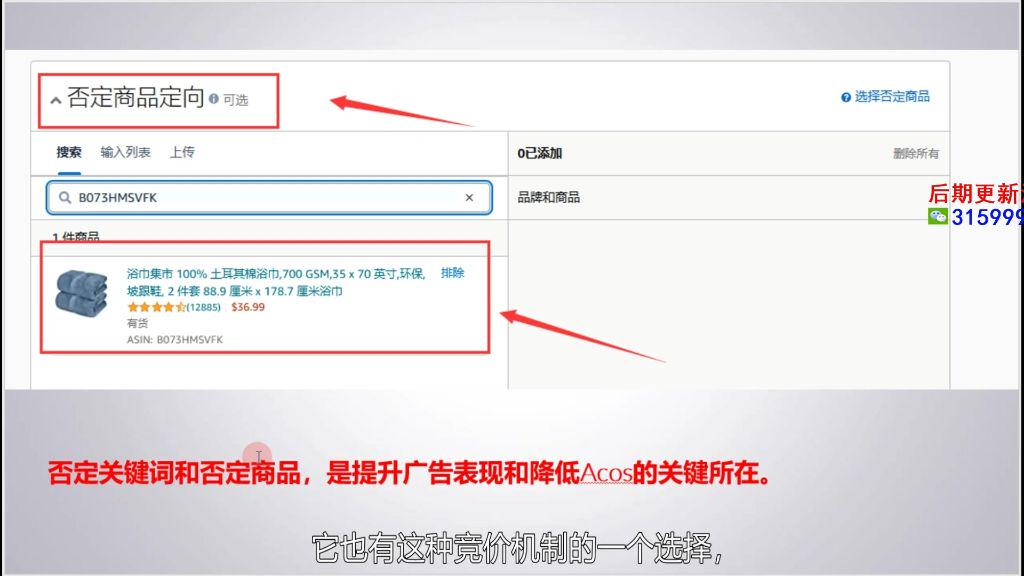 否定商品定向 可选
选择否定商品
搜索 输入列表 上传
0已添加 删除所有
B073HMSVFK ×
品牌和商品
后期更新
315999
1 件商品
浴巾集市 100% 土耳其棉浴巾,700 GSM,35 x 70 英寸,环保, 排除
坡跟鞋, 2 件套 88.9 厘米 x 178.7 厘米浴巾
(12885) $36.99
有货
ASIN: B073HMSVFK
否定关键词和否定商品，是提升广告表现和降低Acos的关键所在。
它也有这种竞价机制的一个选择，